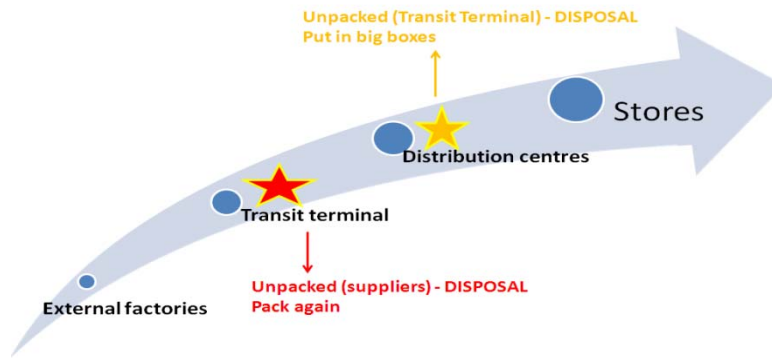 Unpacked (Transit Terminal) - DISPOSAL
Put in big boxes
Stores
Distribution centres
Transit terminal
Unpacked (suppliers) - DISPOSAL
Pack again
External factories